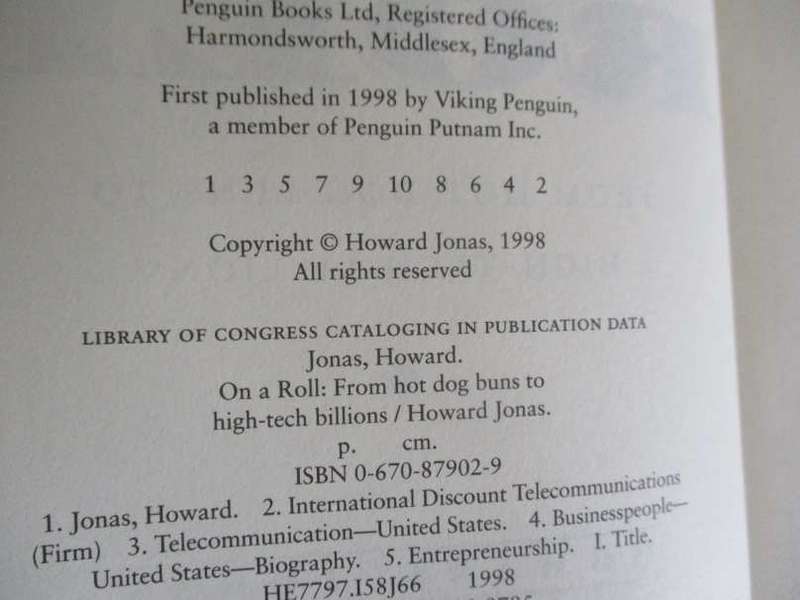 Penguin Books Ltd, Registered Offices:
Harmondsworth, Middlesex, England
First published in 1998 by Viking Penguin,
a member of Penguin Putnam Inc.
1 3 5 7 9 10 8 6 4 2
Copyright © Howard Jonas, 1998
All rights reserved
LIBRARY OF CONGRESS CATALOGING IN PUBLICATION DATA
Jonas, Howard.
On a Roll: From hot dog buns to
high-tech billions / Howard Jonas.
p. cm.
ISBN 0-670-87902-9
1. Jonas, Howard. 2. International Discount Telecommunications
(Firm) 3. Telecommunication—United States. 4. Businesspeople—
United States—Biography. 5. Entrepreneurship. I. Title.
HE7797.I58J66 1998